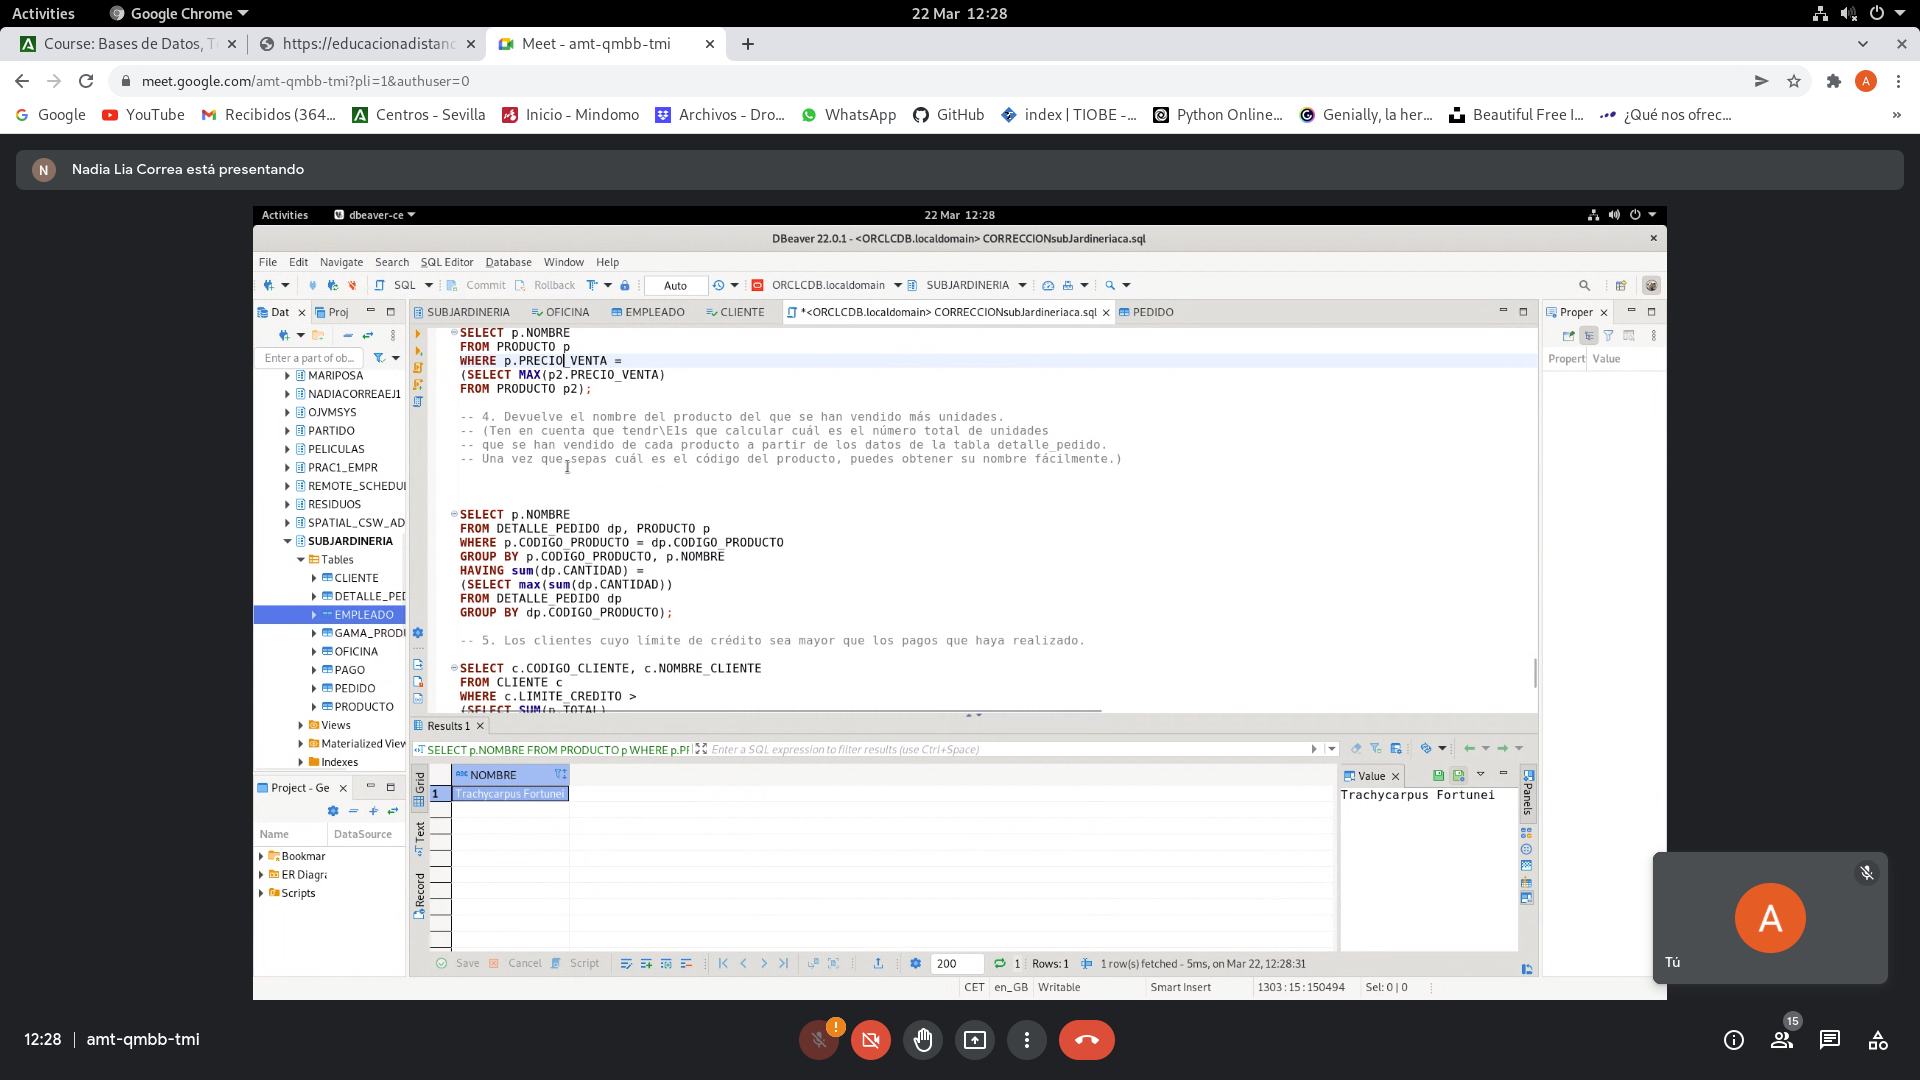 Activities
Google Chrome
22 Mar 12:28
Course: Bases de Datos, T
https://educacionadistanc
Meet - amt-qmbb-tmi
meet.google.com/amt-qmbb-tmi?pli=1&authuser=0
A
Google
YouTube
Recibidos (364...
Centros - Sevilla
Inicio - Mindomo
Archivos - Dro...
WhatsApp
GitHub
index | TIOBE -...
Python Online...
Genially, la her...
Beautiful Free I...
¿Qué nos ofrec...
N
Nadia Lia Correa está presentando
Activities
dbeaver-ce
22 Mar 12:28
DBeaver 22.0.1 - <ORCLCDB.localdomain> CORRECCIONsubJardineriaca.sql
File
Edit
Navigate
Search
SQL Editor
Database
Window
Help
SQL
Commit
Rollback
Auto
ORCLCDB.localdomain
SUBJARDINERIA
Dat
Proj
SUBJARDINERIA
OFICINA
EMPLEADO
CLIENTE
*<ORCLCDB.localdomain> CORRECCIONsubJardineriaca.sql
PEDIDO
Proper
Enter a part of ob...
Propert
Value
MARIPOSA
NADIACORREAEJ1
OJVMSYS
PARTIDO
PELICULAS
PRAC1_EMPR
REMOTE_SCHEDU
RESIDUOS
SPATIAL_CSW_AD
SUBJARDINERIA
Tables
CLIENTE
DETALLE_PED
EMPLEADO
GAMA_PRODU
OFICINA
PAGO
PEDIDO
PRODUCTO
Views
Materialized View
Indexes
SELECT p.NOMBRE
FROM PRODUCTO p
WHERE p.PRECIO_VENTA =
(SELECT MAX(p2.PRECIO_VENTA)
FROM PRODUCTO p2);
-- 4. Devuelve el nombre del producto del que se han vendido más unidades.
-- (Ten en cuenta que tendr\E1s que calcular cuál es el número total de unidades
-- que se han vendido de cada producto a partir de los datos de la tabla detalle_pedido.
-- Una vez que sepas cuál es el código del producto, puedes obtener su nombre fácilmente.)
SELECT p.NOMBRE
FROM DETALLE_PEDIDO dp, PRODUCTO p
WHERE p.CODIGO_PRODUCTO = dp.CODIGO_PRODUCTO
GROUP BY p.CODIGO_PRODUCTO, p.NOMBRE
HAVING sum(dp.CANTIDAD) =
(SELECT max(sum(dp.CANTIDAD))
FROM DETALLE_PEDIDO dp
GROUP BY dp.CODIGO_PRODUCTO);
-- 5. Los clientes cuyo límite de crédito sea mayor que los pagos que haya realizado.
SELECT c.CODIGO_CLIENTE, c.NOMBRE_CLIENTE
FROM CLIENTE c
WHERE c.LIMITE_CREDITO >
(SELECT SUM(p.TOTAL)
Project - Ge
Name
DataSource
Bookmar
ER Diagra
Scripts
Results 1
SELECT p.NOMBRE FROM PRODUCTO p WHERE p.PI
Enter a SQL expression to filter results (use Ctrl+Space)
Grid
Text
Record
ABC NOMBRE
1
Trachycarpus Fortunei
Value
Trachycarpus Fortunei
Panels
Save
Cancel
Script
200
1
Rows: 1
1 row(s) fetched - 5ms, on Mar 22, 12:28:31
CET
en_GB
Writable
Smart Insert
1303 : 15 : 150494
Sel: 0 | 0
A
Tú
12:28
amt-qmbb-tmi
15